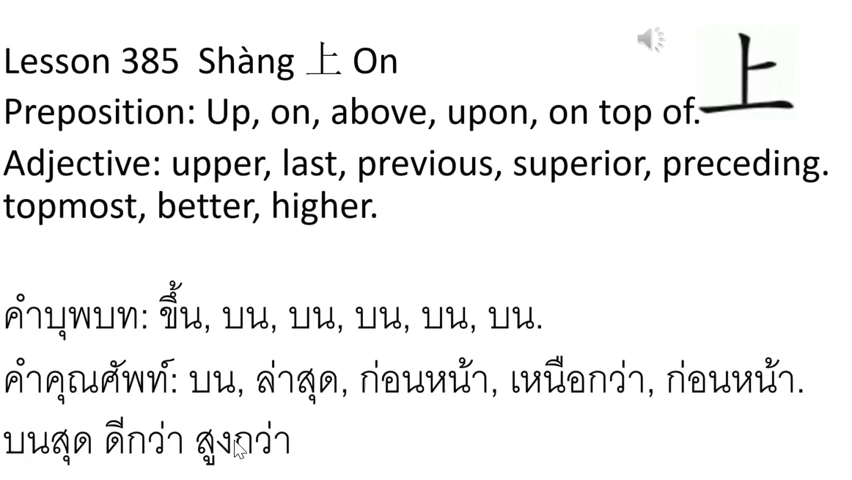 Lesson 385 Shàng 上 On
上
Preposition: Up, on, above, upon, on top of.
Adjective: upper, last, previous, superior, preceding.
topmost, better, higher.
คำบุพบท: ขึ้น, บน, บน, บน, บน, บน.
คำคุณศัพท์: บน, ล่าสุด, ก่อนหน้า, เหนือกว่า, ก่อนหน้า.
บนสุด ดีกว่า สูงกว่า